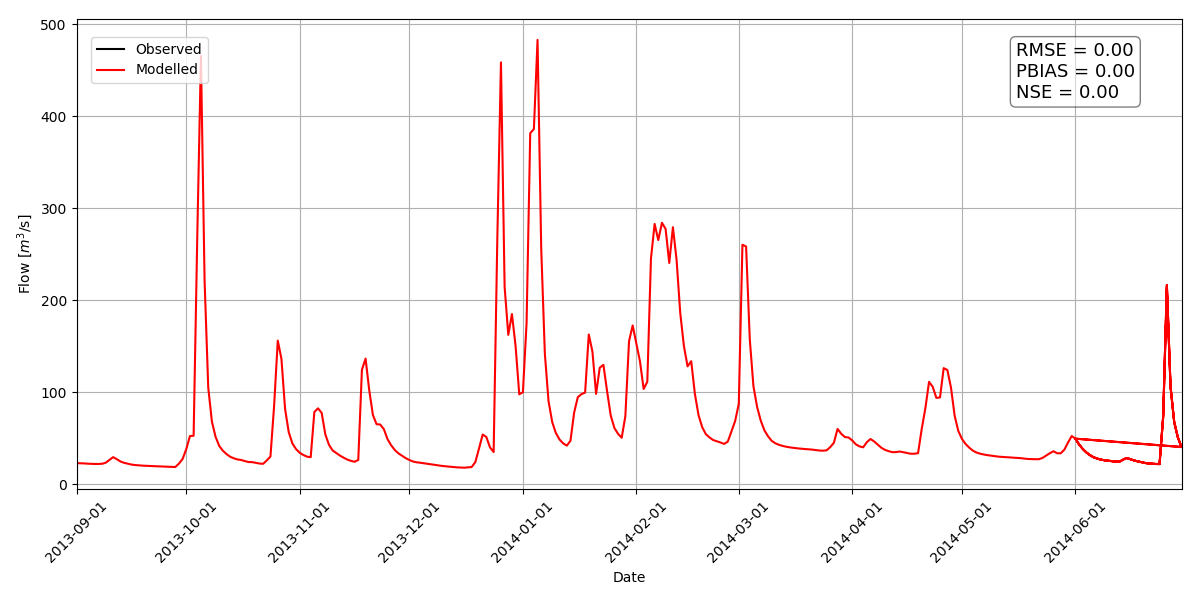 500
400
300
200
100
0
Flow [m³/s]
Observed
Modelled
RMSE = 0.00
PBIAS = 0.00
NSE = 0.00
2013-09-01
2013-10-01
2013-11-01
2013-12-01
2014-01-01
2014-02-01
2014-03-01
2014-04-01
2014-05-01
2014-06-01
Date